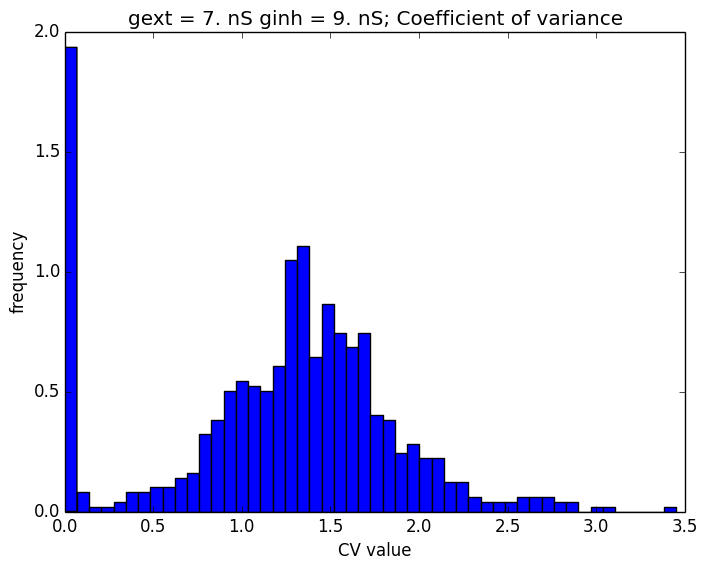 gext = 7. nS ginh = 9. nS; Coefficient of variance
2.0
1.5
1.0
0.5
0.0
frequency
0.0 0.5 1.0 1.5 2.0 2.5 3.0 3.5
CV value